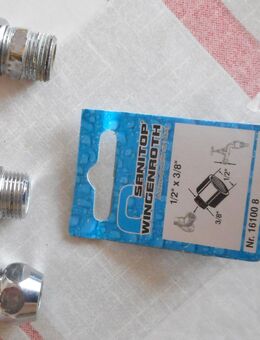 SANITOP
WINGENROTH
1/2" x 3/8"
1/2"
3/8"
Nr. 16100 8